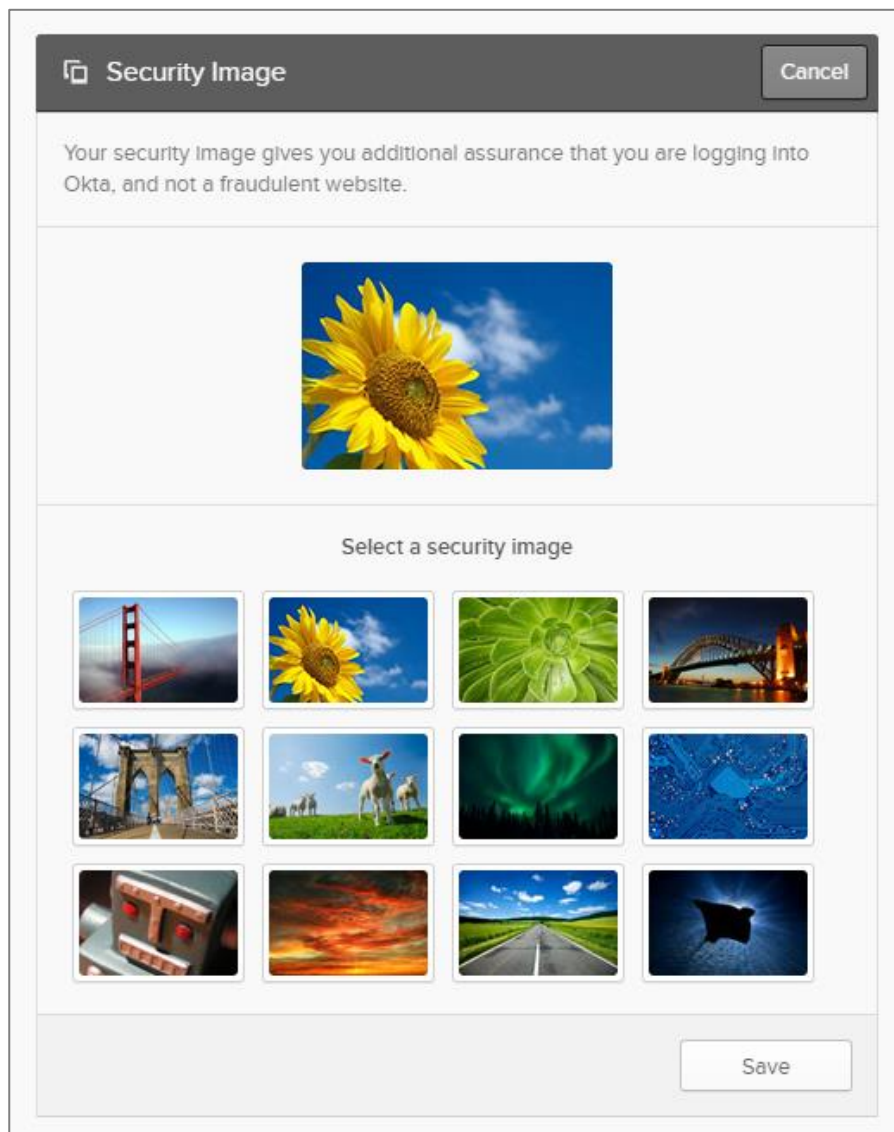 Security Image
Cancel
Your security image gives you additional assurance that you are logging into
Okta, and not a fraudulent website.
Select a security image
Save